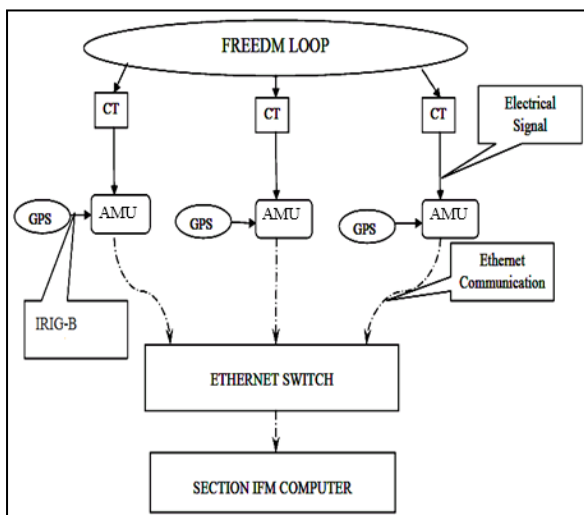 FREEDM LOOP
CT
CT
CT
Electrical
Signal
GPS
AMU
GPS
AMU
GPS
AMU
IRIG-B
Ethernet
Communication
ETHERNET SWITCH
SECTION IFM COMPUTER